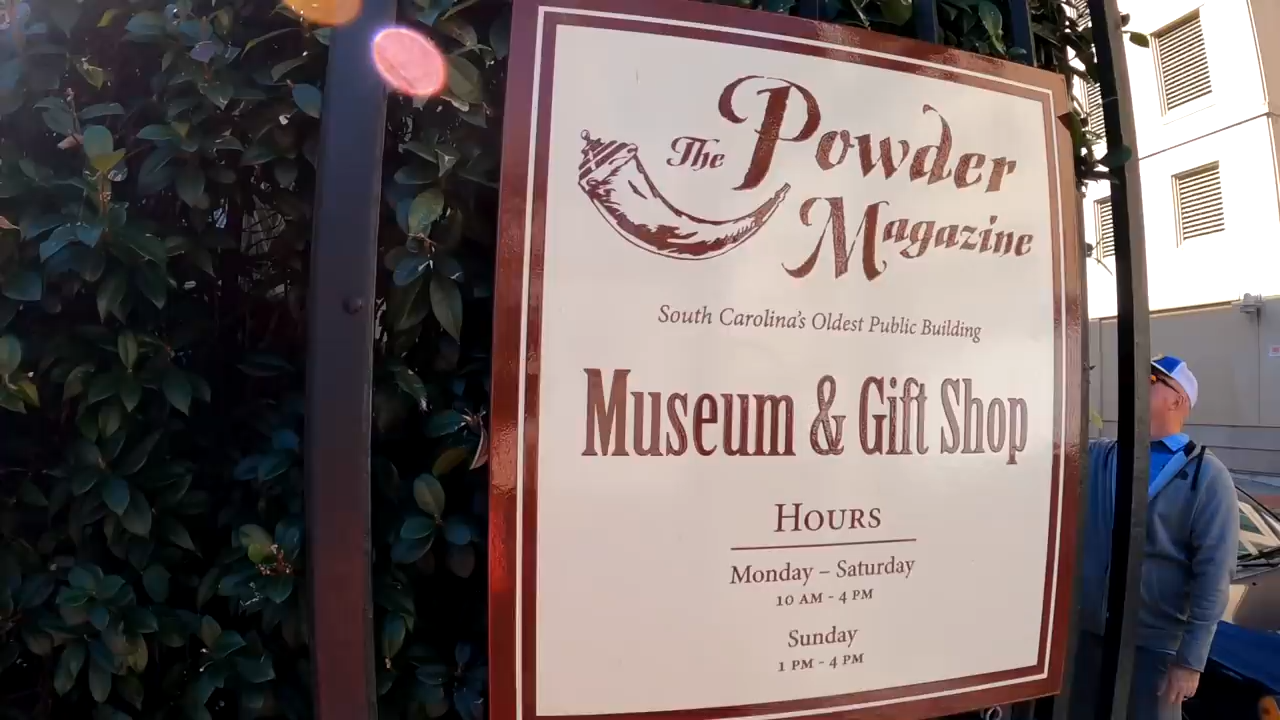 The Powder
Magazine
South Carolina's Oldest Public Building
Museum & Gift Shop
HOURS
Monday – Saturday
10 AM - 4 PM
Sunday
1 PM - 4 PM